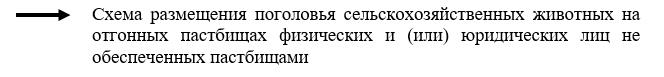 Схема размещения поголовья сельскохозяйственных животных на
отгонных пастбищах физических и (или) юридических лиц не
обеспеченных пастбищами